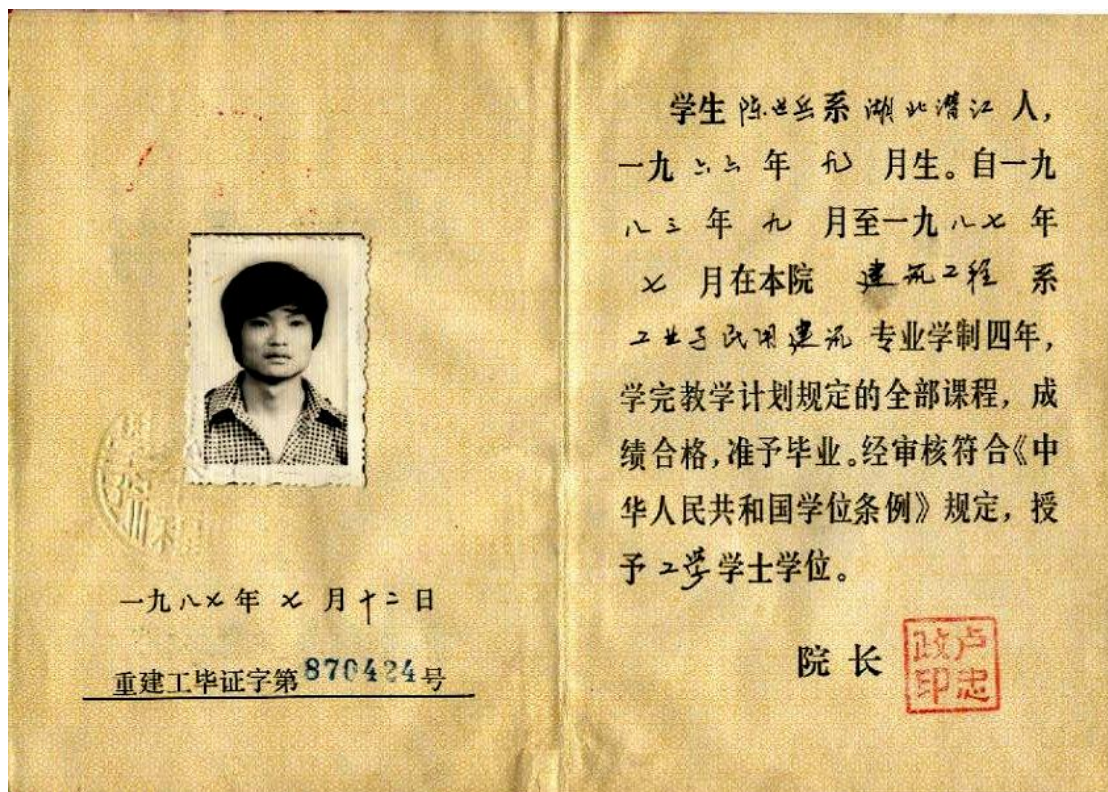 一九八七年七月十二日
重建工毕证字第870424号
学生陈世岳系湖北潜江人，
一九六六年九月生。自一九
八三年九月至一九八七年
七月在本院建筑工程系
工业与民用建筑专业学制四年，
学完教学计划规定的全部课程，成
绩合格，准予毕业。经审核符合《中
华人民共和国学位条例》规定，授
予工学学士学位。
院长
卢忠政印